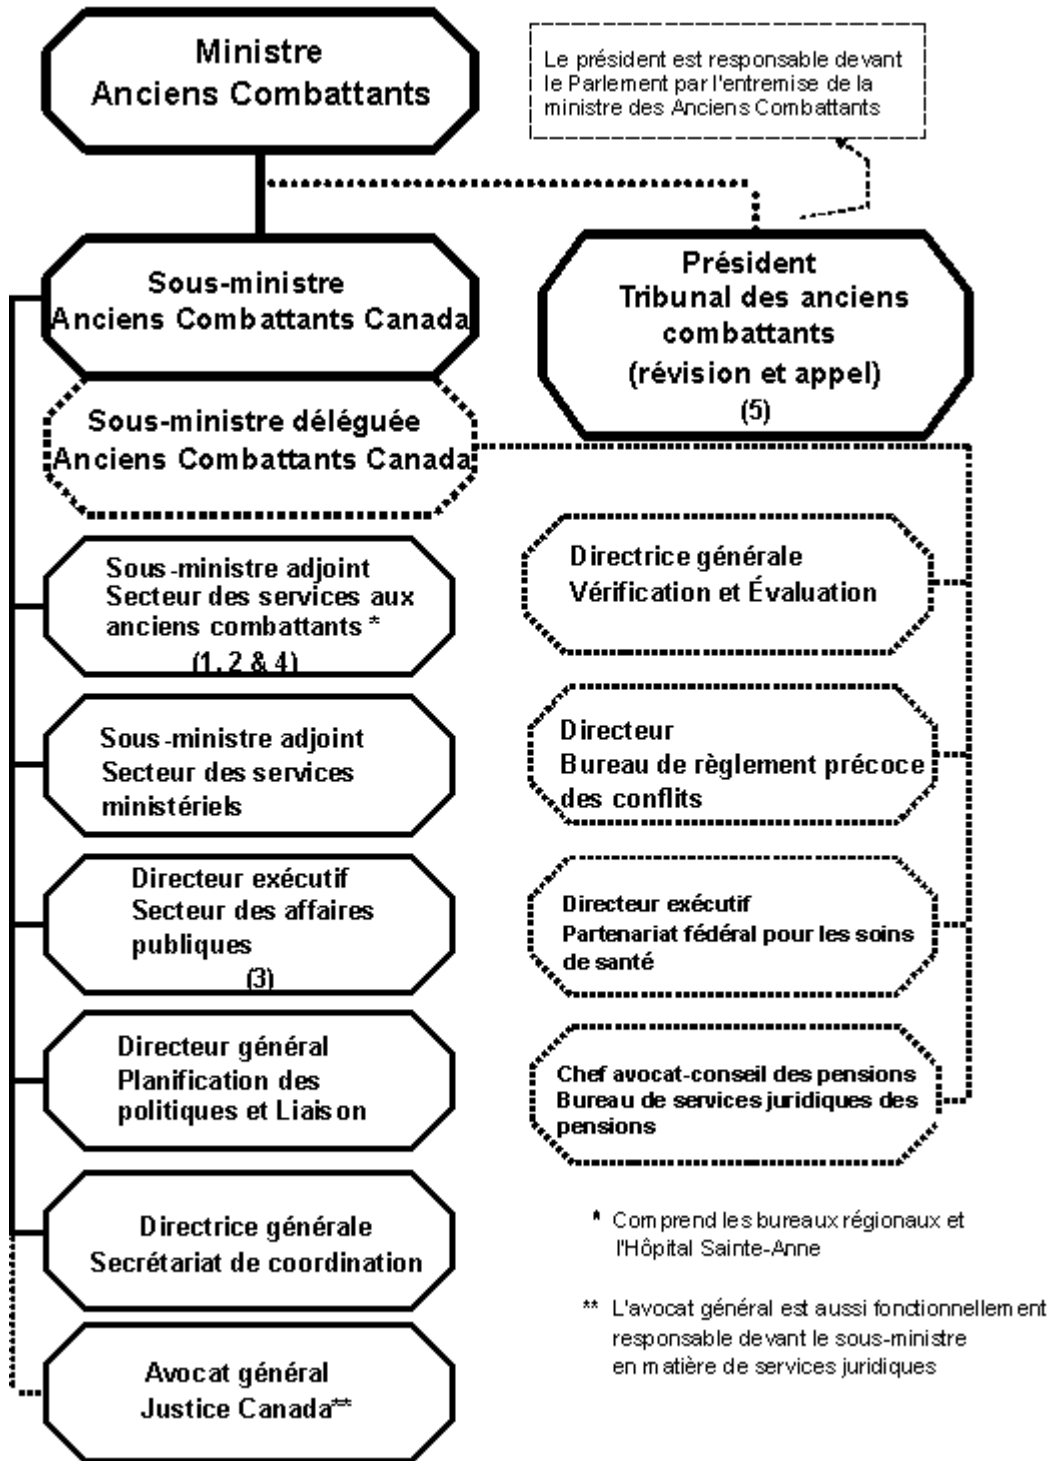 Ministre
Anciens Combattants
Le président est responsable devant
le Parlement par l'entremise de la
ministre des Anciens Combattants
Sous-ministre
Anciens Combattants Canada
Président
Tribunal des anciens
combattants
(révision et appel)
(5)
Sous-ministre déléguée
Anciens Combattants Canada
Sous-ministre adjoint
Secteur des services aux
anciens combattants *
(1, 2 & 4)
Sous-ministre adjoint
Secteur des services
ministériels
Directeur exécutif
Secteur des affaires
publiques
(3)
Directeur général
Planification des
politiques et Liaison
Directrice générale
Secrétariat de coordination
Avocat général
Justice Canada**
Directrice générale
Vérification et Évaluation
Directeur
Bureau de règlement précoce
des conflits
Directeur exécutif
Partenariat fédéral pour les soins
de santé
Chef avocat-conseil des pensions
Bureau de services juridiques des
pensions
* Comprend les bureaux régionaux et
l'Hôpital Sainte-Anne
** L'avocat général est aussi fonctionnellement
responsable devant le sous-ministre
en matière de services juridiques